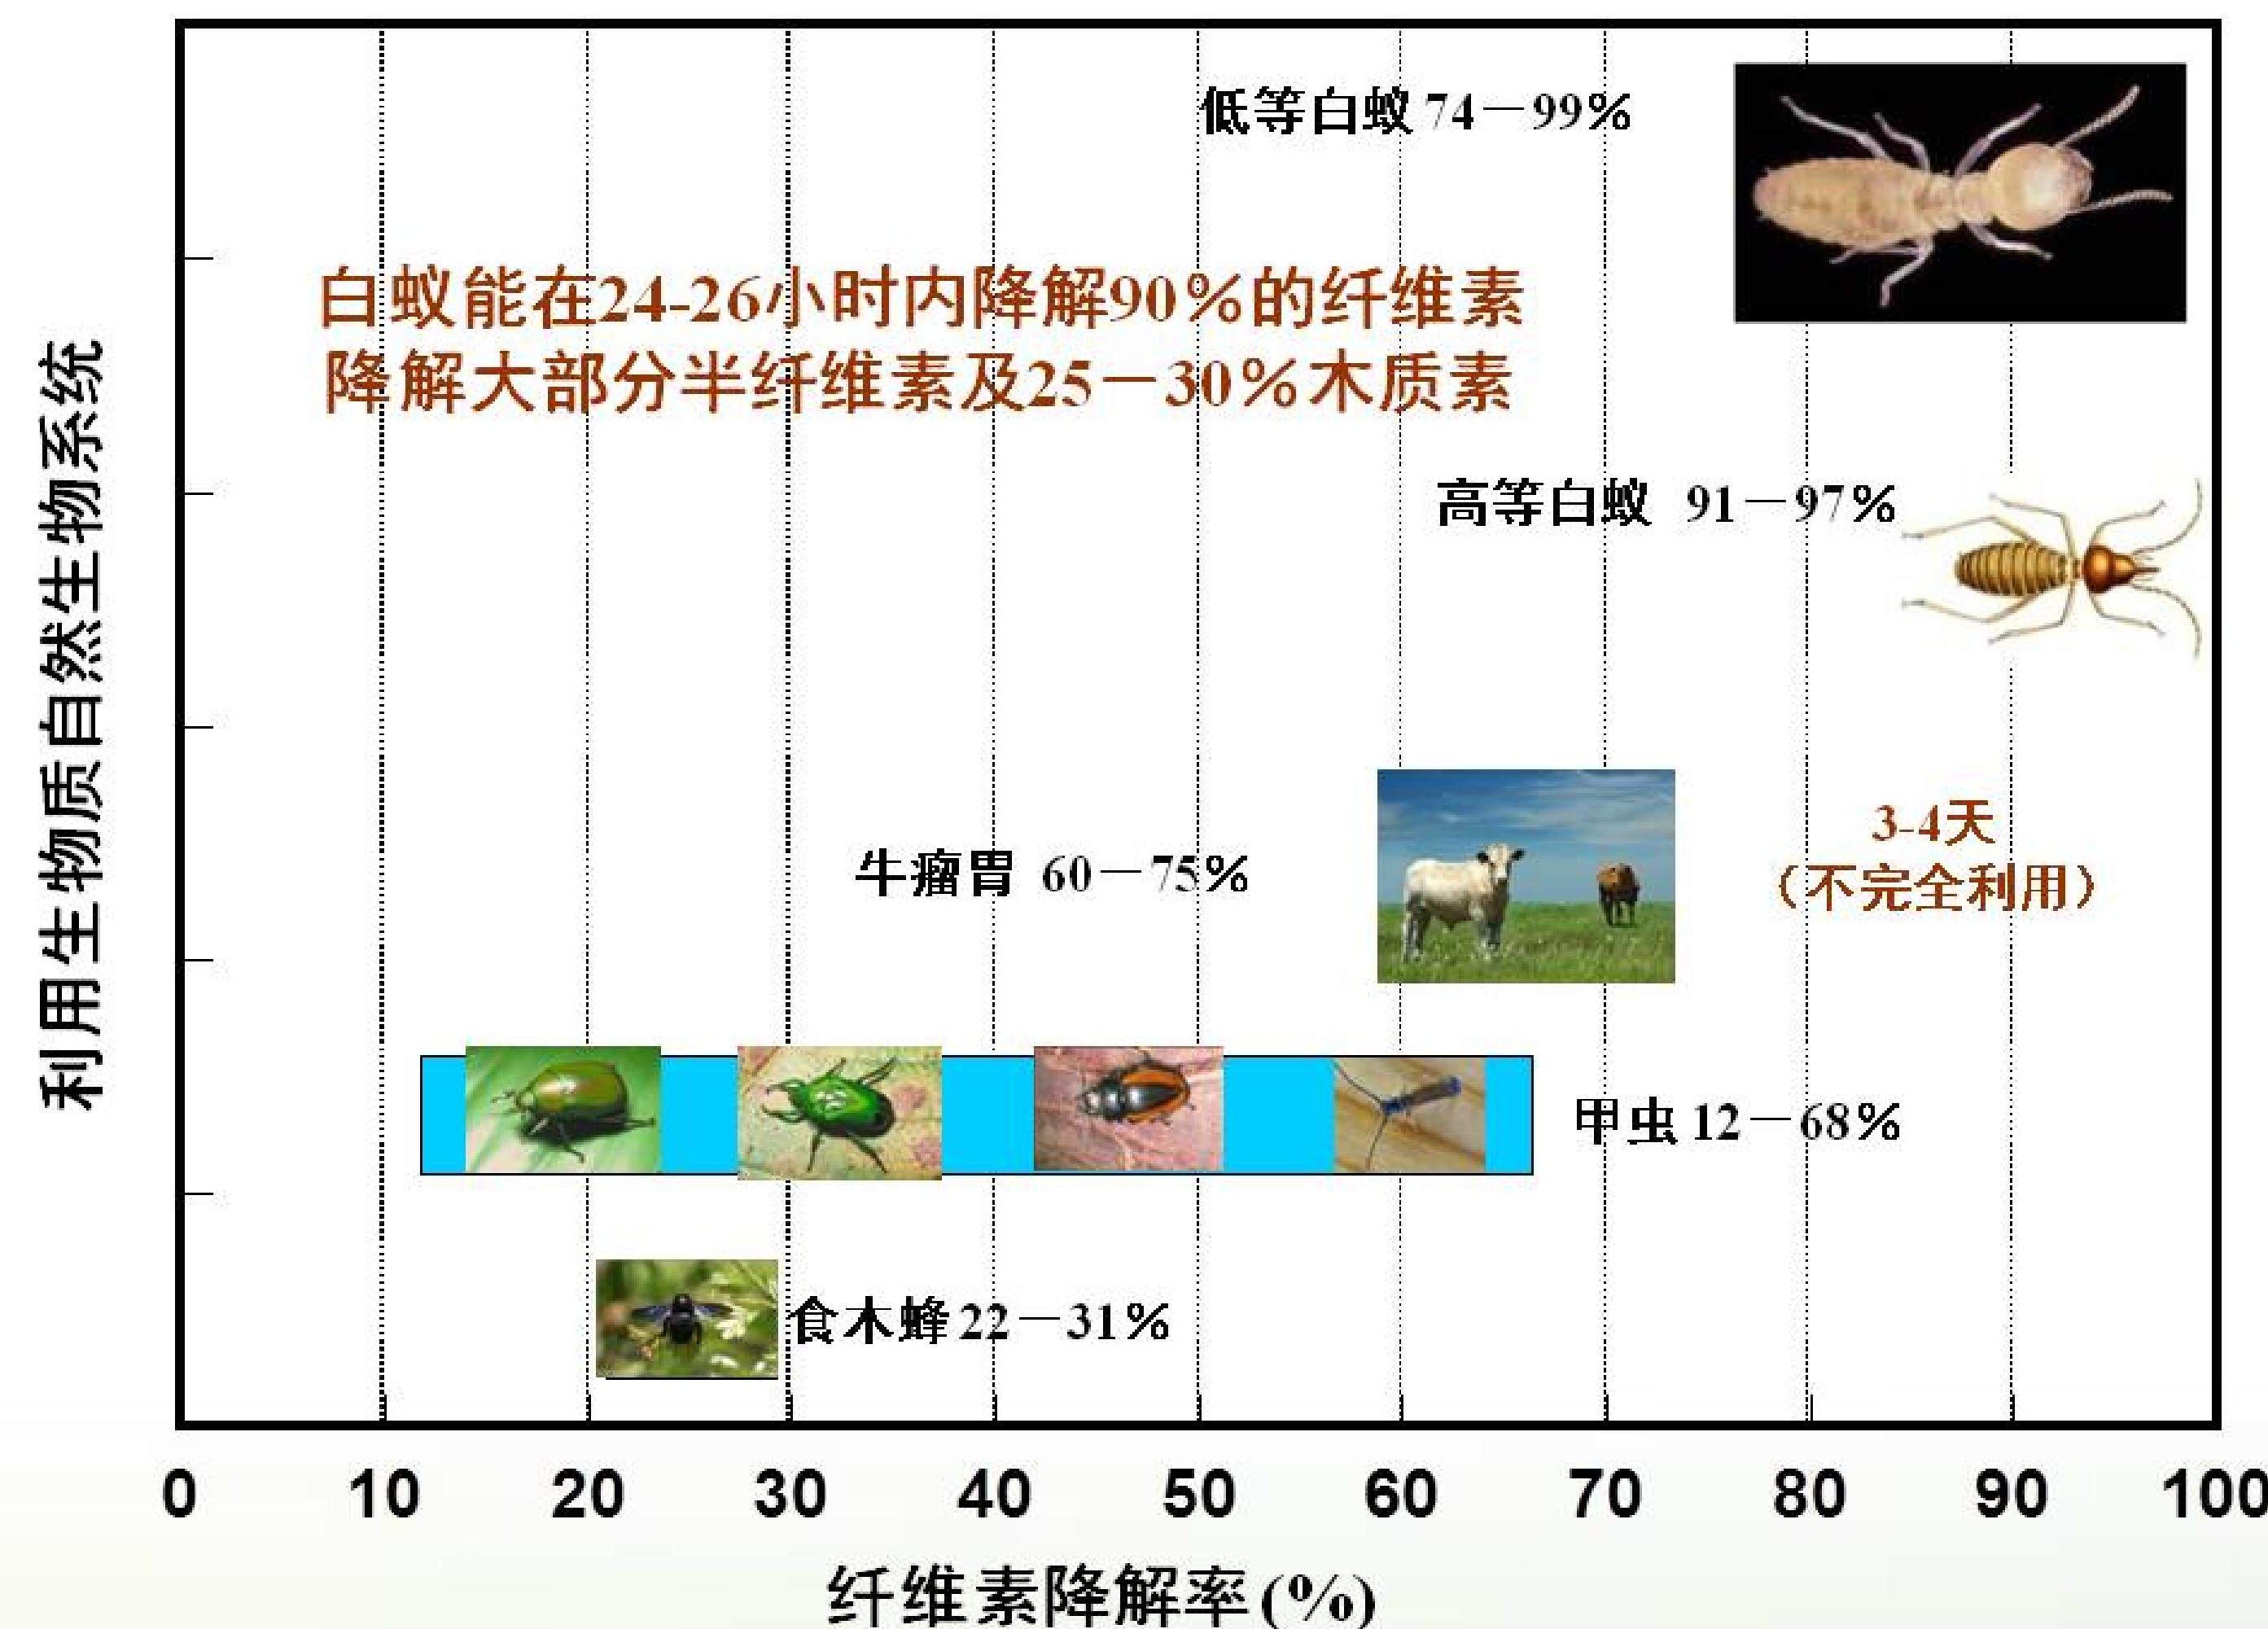 低等白蚁 74－99%
白蚁能在24-26小时内降解90%的纤维素
降解大部分半纤维素及25－30%木质素
高等白蚁 91－97%
利用生物质自然生物系统
3-4天
牛瘤胃 60－75%
（不完全利用）
甲虫 12－68%
食木蜂 22－31%
0 10 20 30 40 50 60 70 80 90 100
纤维素降解率(%)